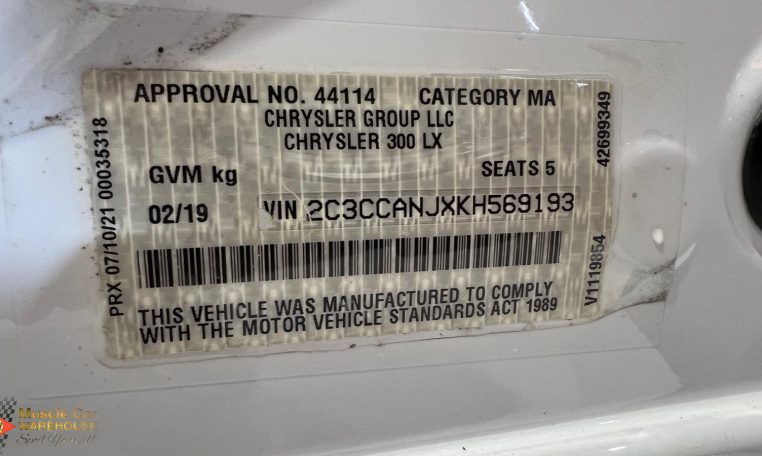 APPROVAL NO. 44114 CATEGORY MA
CHRYSLER GROUP LLC
CHRYSLER 300 LX
GVM kg SEATS 5
02/19 VIN 2C3CCANJXKH569193
THIS VEHICLE WAS MANUFACTURED TO COMPLY
WITH THE MOTOR VEHICLE STANDARDS ACT 1989
PRX 07/10/21 00035318
42699349
V1119864
Muscle Car
WAREHOUSE
Spoil Yourself